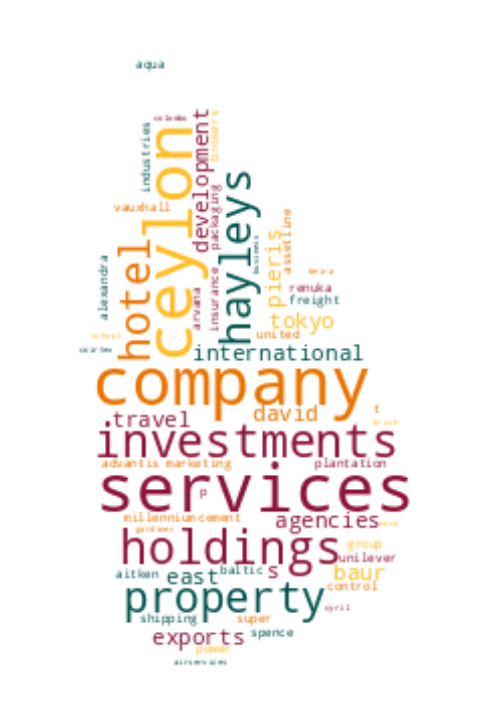 aqua
colombo
industries
ceylon
development
brokers
hayleys
packaging
vauxhall
hotel
assetline
pieris
business
alexandra
insurance
arvana
beira
renuka
freight
tokyo
school
united
international
company
david
t
travel
investments
advantis marketing
plantation
services
p
millenniumcement
agencies
gardiner
holdings
group
unilever
aitken
east
baltic
s
baur
control
property
cyril
shipping
super
exports
spence
power
airservices